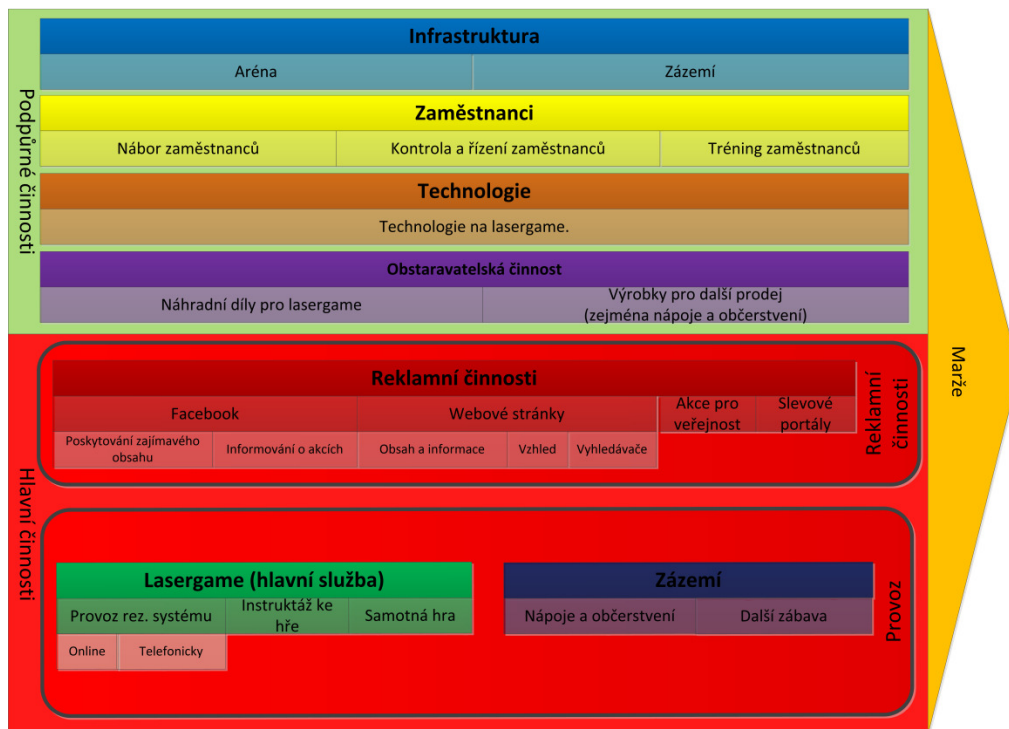 Podpůrné činnosti
Infrastruktura
Aréna
Zázemí
Zaměstnanci
Nábor zaměstnanců
Kontrola a řízení zaměstnanců
Tréning zaměstnanců
Technologie
Technologie na lasergame.
Obstaravatelská činnost
Náhradní díly pro lasergame
Výrobky pro další prodej
(zejména nápoje a občerstvení)
Marže
Hlavní činnosti
Reklamní činnosti
Facebook
Webové stránky
Akce pro
veřejnost
Slevové
portály
Poskytování zajímavého
obsahu
Informování o akcích
Obsah a informace
Vzhled
Vyhledávače
Reklamní
činnosti
Lasergame (hlavní služba)
Provoz rez. systému
Instruktáž ke
hře
Samotná hra
Online
Telefonicky
Zázemí
Nápoje a občerstvení
Další zábava
Provoz